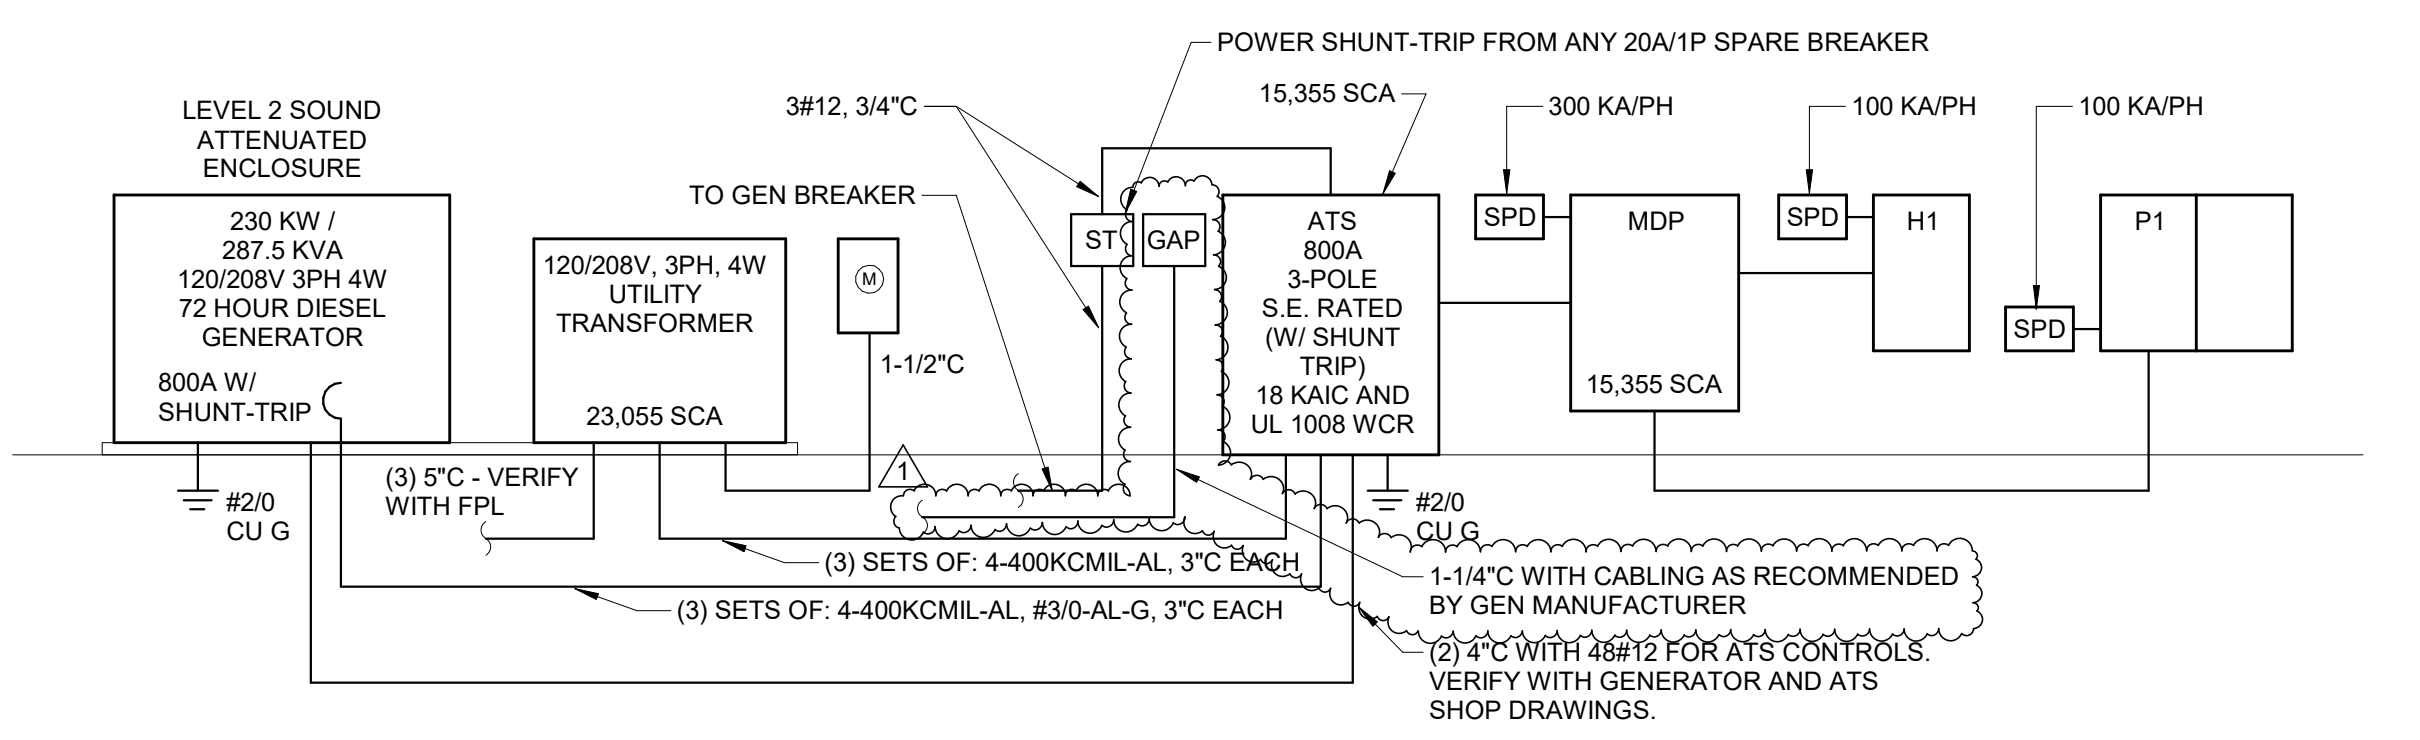 POWER SHUNT-TRIP FROM ANY 20A/1P SPARE BREAKER
3#12, 3/4"C
15,355 SCA
300 KA/PH
100 KA/PH
100 KA/PH
LEVEL 2 SOUND
ATTENUATED
ENCLOSURE
TO GEN BREAKER
230 KW /
287.5 KVA
120/208V 3PH 4W
72 HOUR DIESEL
GENERATOR
800A W/
SHUNT-TRIP
120/208V, 3PH, 4W
UTILITY
TRANSFORMER
23,055 SCA
M
1-1/2"C
ST
GAP
ATS
800A
3-POLE
S.E. RATED
(W/ SHUNT
TRIP)
18 KAIC AND
UL 1008 WCR
SPD
MDP
15,355 SCA
SPD
H1
SPD
P1
#2/0
CU G
(3) 5"C - VERIFY
WITH FPL
1
#2/0
CU G
(3) SETS OF: 4-400KCMIL-AL, 3"C EACH
(3) SETS OF: 4-400KCMIL-AL, #3/0-AL-G, 3"C EACH
1-1/4"C WITH CABLING AS RECOMMENDED
BY GEN MANUFACTURER
(2) 4"C WITH 48#12 FOR ATS CONTROLS.
VERIFY WITH GENERATOR AND ATS
SHOP DRAWINGS.